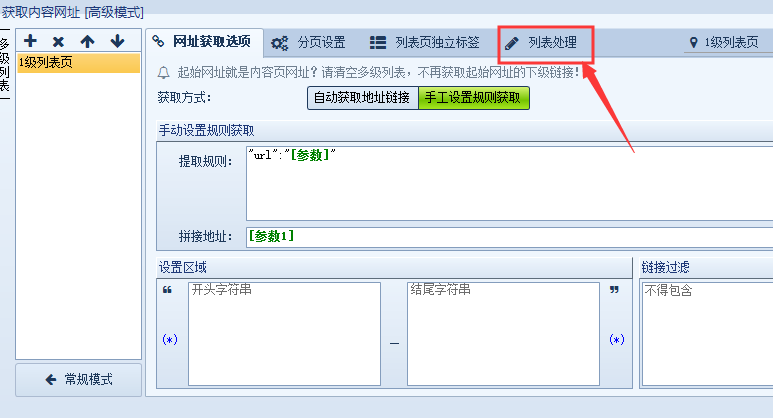 获取内容网址 [高级模式]
多级列表
1级列表页
网址获取选项
分页设置
列表页独立标签
列表处理
1级列表页
起始网址就是内容页网址？请清空多级列表，不再获取起始网址的下级链接！
获取方式：
自动获取地址链接
手工设置规则获取
手动设置规则获取
提取规则：
"url":"[参数]"
拼接地址：
[参数1]
设置区域
链接过滤
开头字符串
结尾字符串
不得包含
(*)
(*)
常规模式